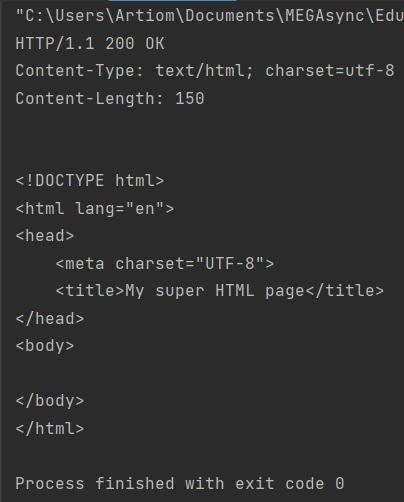 "C:\Users\Artiom\Documents\MEGAsync\Edu
HTTP/1.1 200 OK
Content-Type: text/html; charset=utf-8
Content-Length: 150
<!DOCTYPE html>
<html lang="en">
<head>
    <meta charset="UTF-8">
    <title>My super HTML page</title>
</head>
<body>
</body>
</html>
Process finished with exit code 0